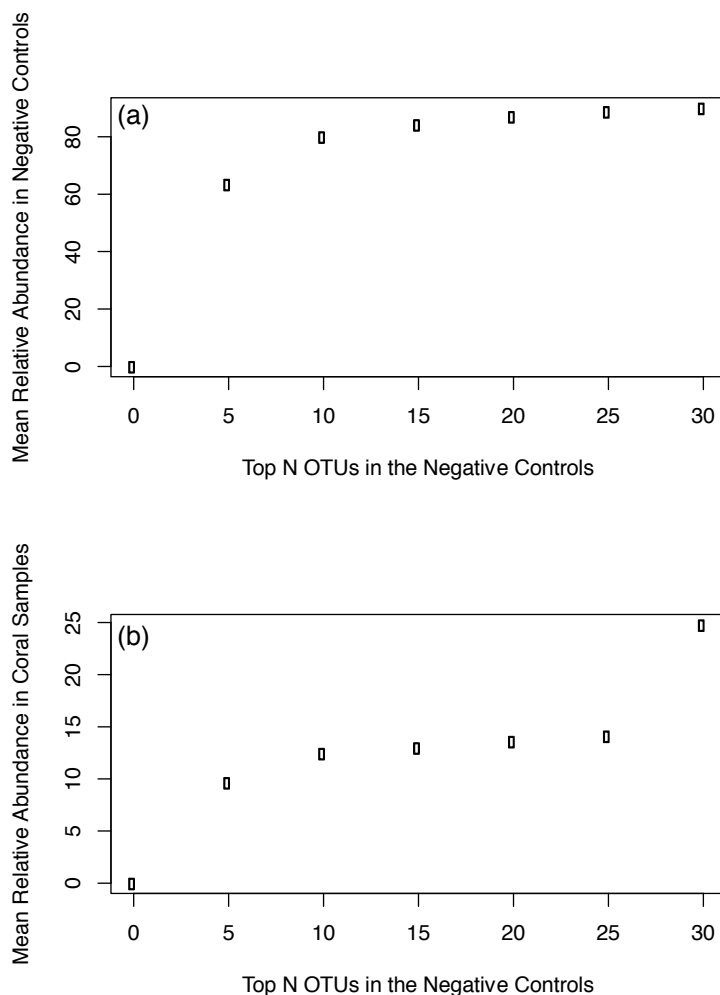 (a)
Mean Relative Abundance in Negative Controls
80
60
40
20
0
0 5 10 15 20 25 30
Top N OTUs in the Negative Controls
(b)
Mean Relative Abundance in Coral Samples
25
20
15
10
5
0
0 5 10 15 20 25 30
Top N OTUs in the Negative Controls